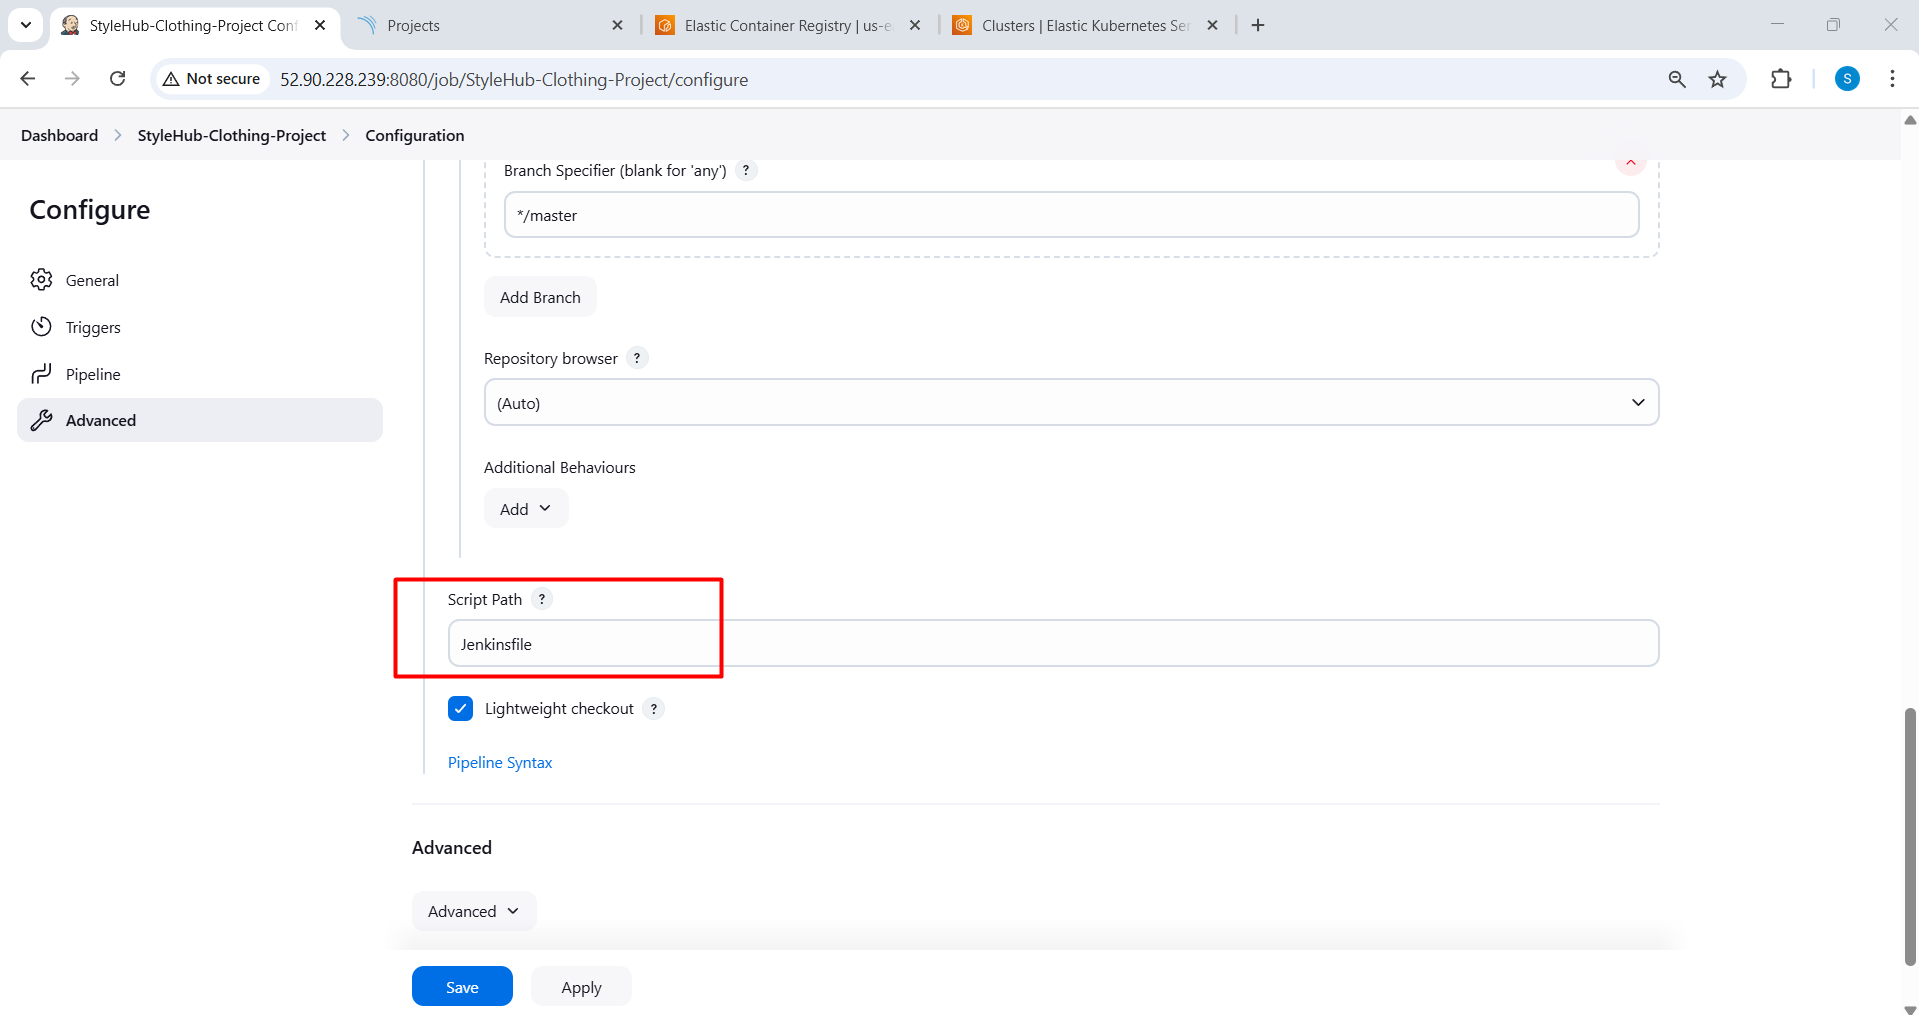 StyleHub-Clothing-Project Conf
Projects
Elastic Container Registry | us-e
Clusters | Elastic Kubernetes Ser
Not secure
52.90.228.239:8080/job/StyleHub-Clothing-Project/configure
S
Dashboard
StyleHub-Clothing-Project
Configuration
Configure
General
Triggers
Pipeline
Advanced
Branch Specifier (blank for 'any') ?
*/master
Add Branch
Repository browser ?
(Auto)
Additional Behaviours
Add
Script Path ?
Jenkinsfile
Lightweight checkout ?
Pipeline Syntax
Advanced
Advanced
Save
Apply